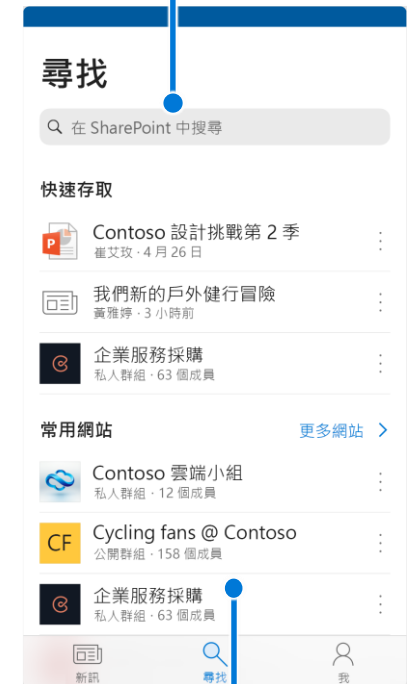 尋找
在 SharePoint 中搜尋
快速存取
P
Contoso 設計挑戰第 2 季
崔艾玫 · 4 月 26 日
我們新的戶外健行冒險
黃雅婷 · 3 小時前
企業服務採購
私人群組 · 63 個成員
常用網站
更多網站
Contoso 雲端小組
私人群組 · 12 個成員
CF
Cycling fans @ Contoso
公開群組 · 158 個成員
企業服務採購
私人群組 · 63 個成員
新訊
尋找
我